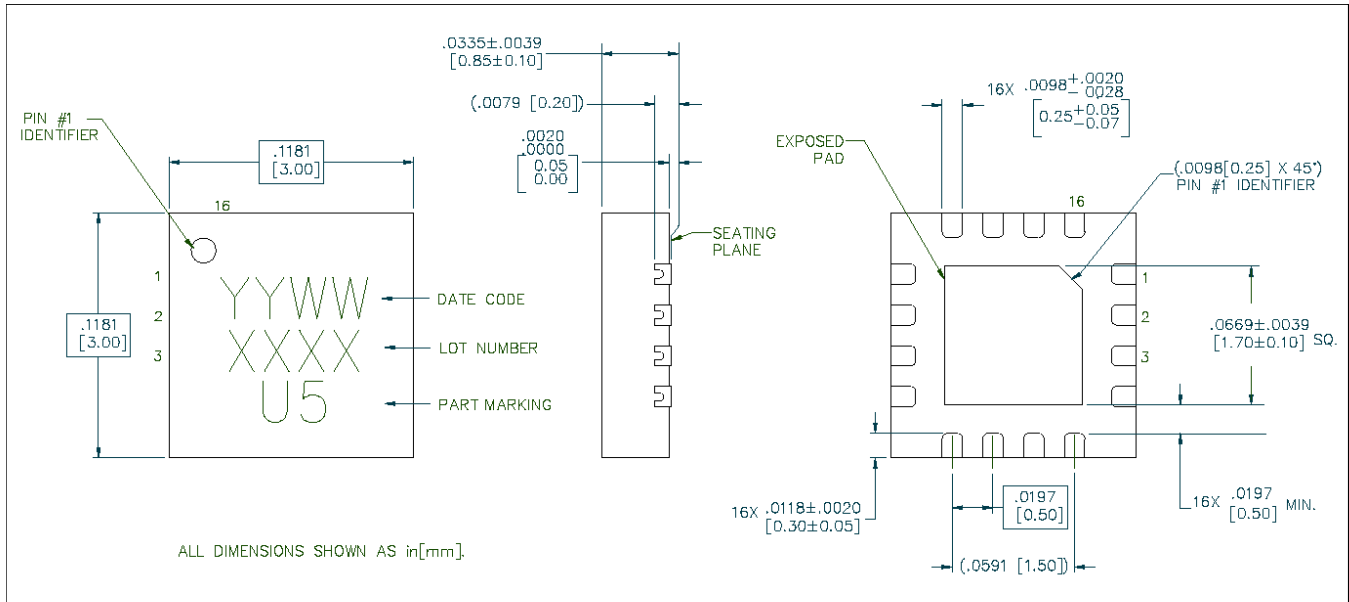 PIN #1
IDENTIFIER
.1181
[3.00]
16
.1181
[3.00]
1
2
3
YYWW
XXXX
U5
DATE CODE
LOT NUMBER
PART MARKING
ALL DIMENSIONS SHOWN AS in[mm].
.0335±.0039
[0.85±0.10]
(.0079 [0.20])
.0020
.0000
[0.05
0.00]
SEATING
PLANE
16X .0098+.0020
-.0028
[0.25+0.05
-0.07]
EXPOSED
PAD
(.0098[0.25] X 45°)
PIN #1 IDENTIFIER
16
1
2
3
.0669±.0039
[1.70±0.10] SQ.
16X .0118±.0020
[0.30±0.05]
.0197
[0.50]
16X .0197
[0.50] MIN.
(.0591 [1.50])